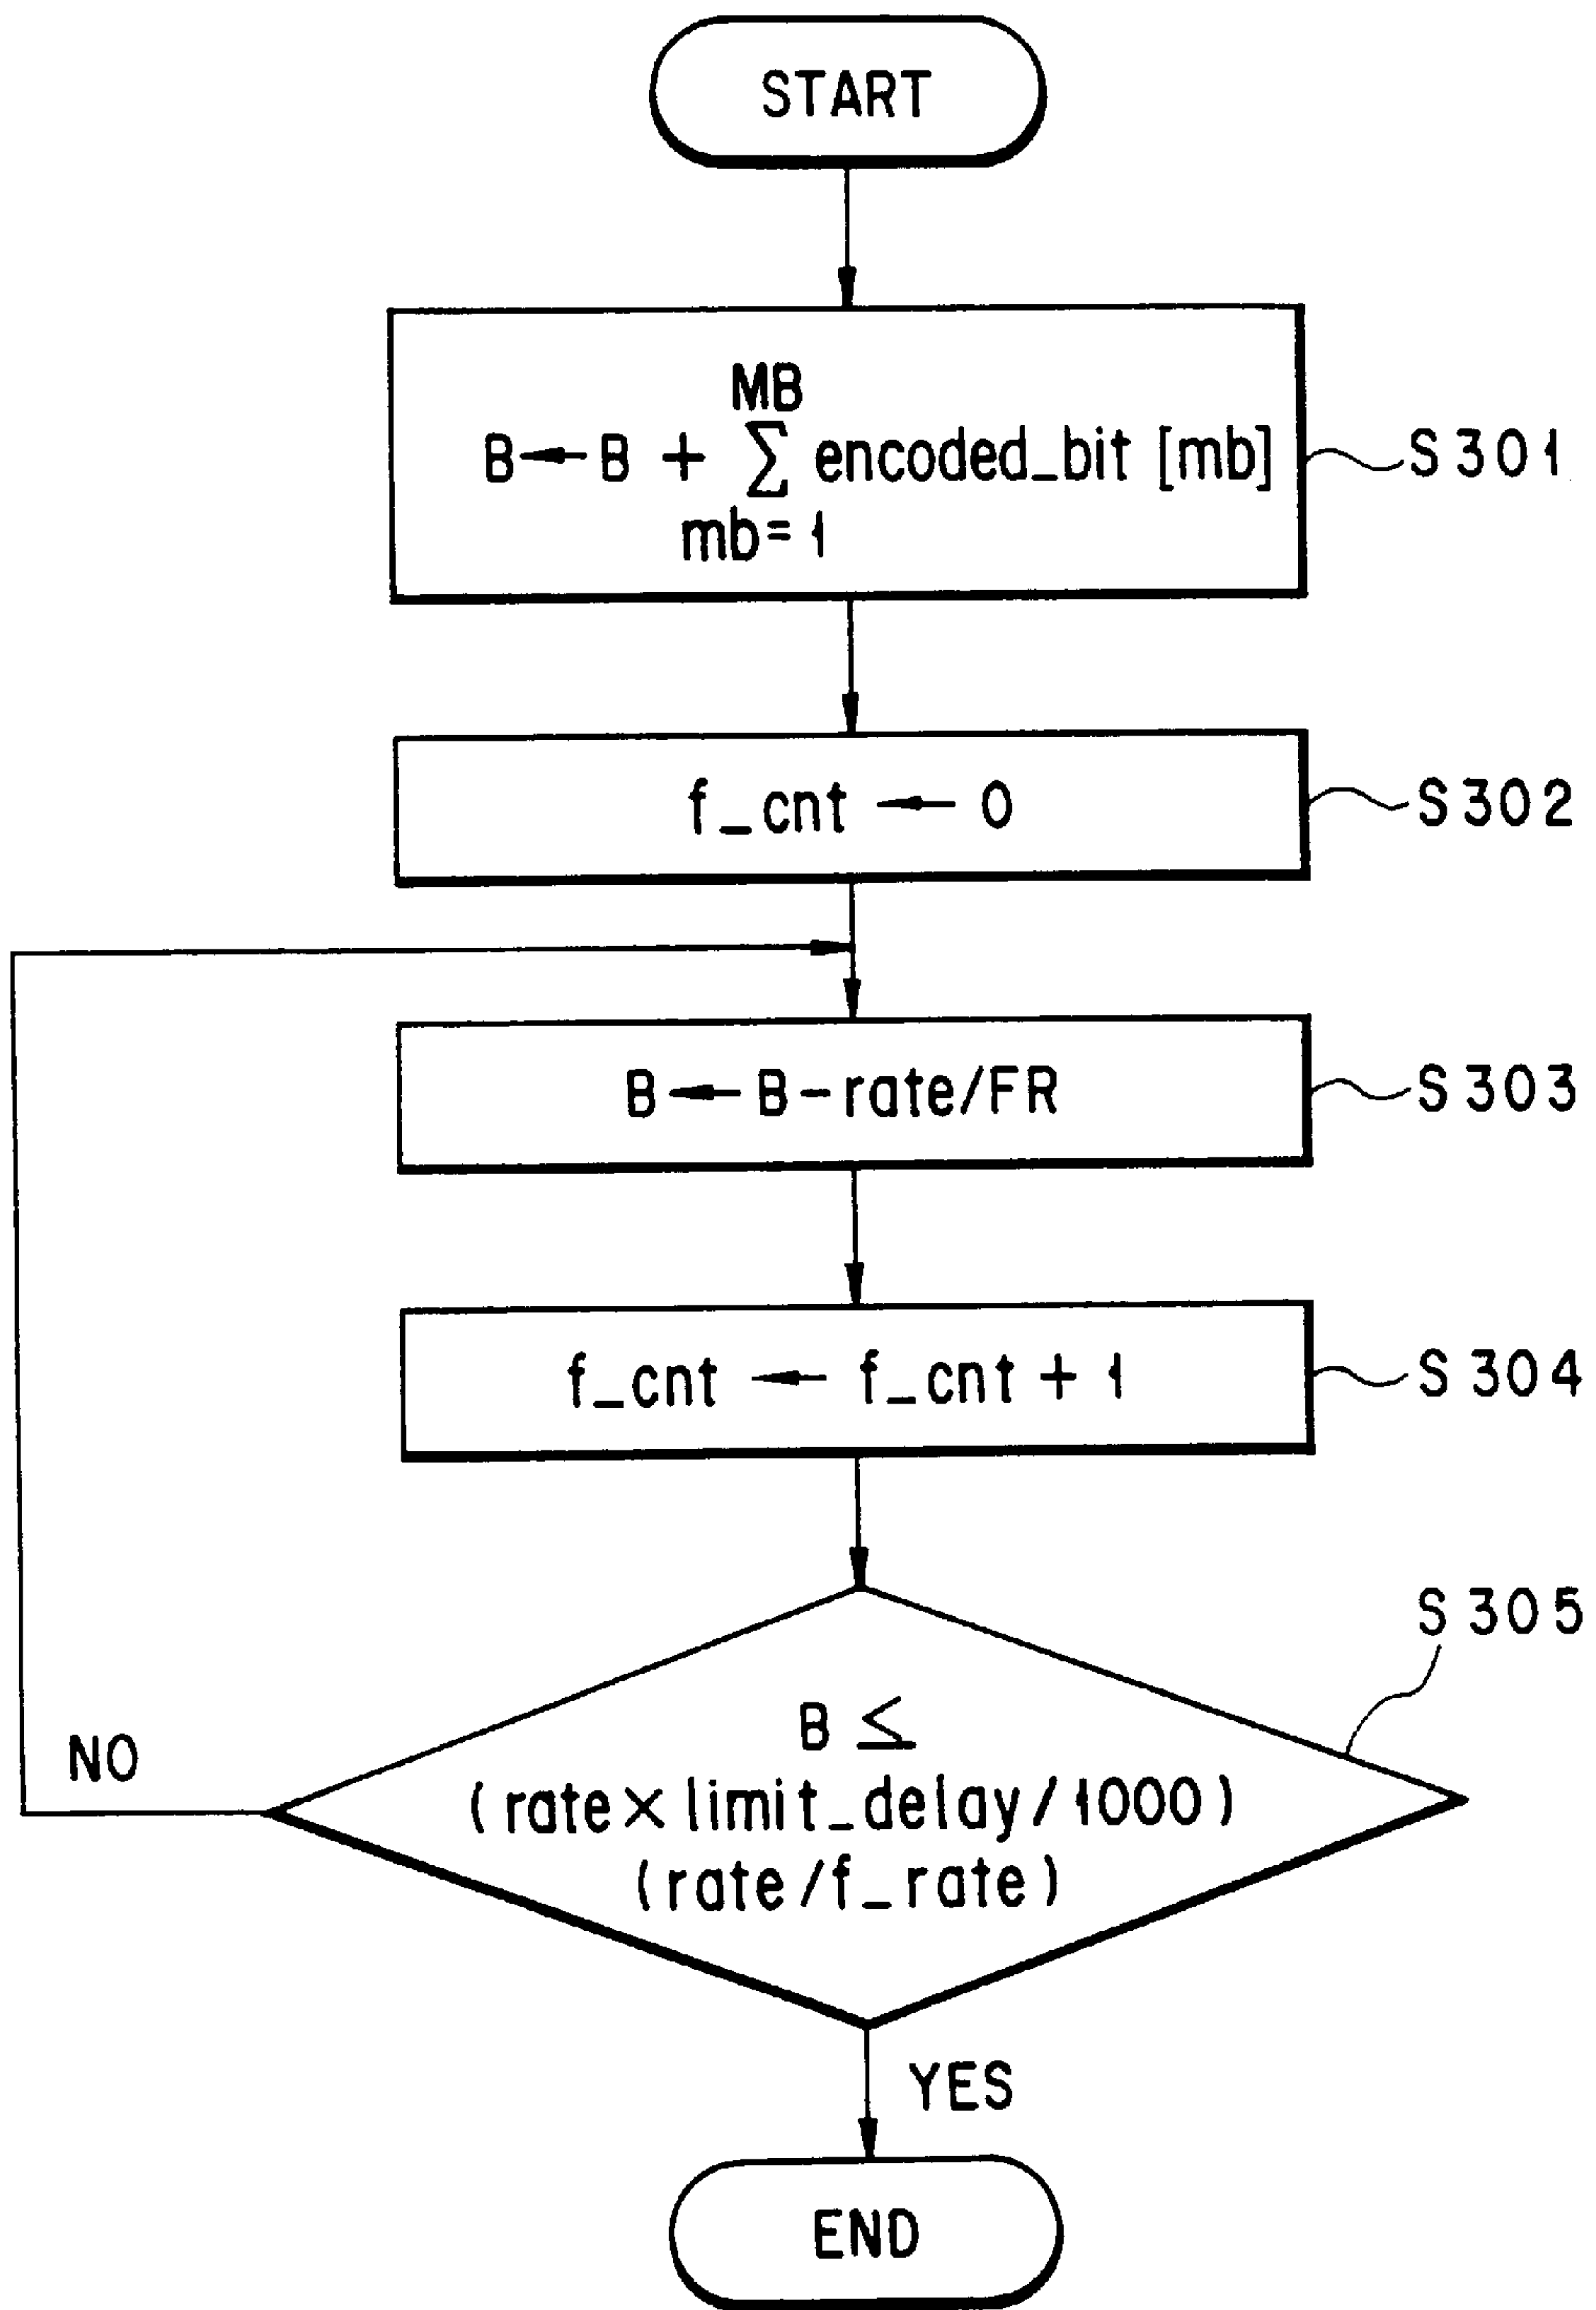 START
MB
B ← B + ∑ encoded_bit [mb]
mb=1
S301
f_cnt ← 0
S302
B ← B − rate/FR
S303
f_cnt ← f_cnt + 1
S304
S305
B ≤
(rate × limit_delay/1000)
(rate/f_rate)
NO
YES
END